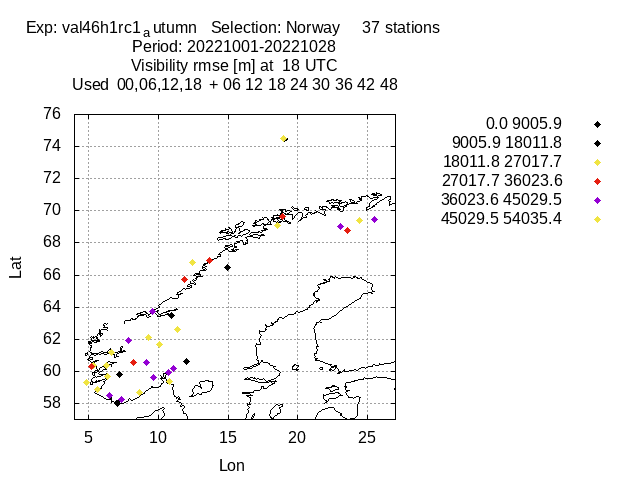 Exp: val46h1rc1autumn   Selection: Norway     37 stations
Period: 20221001-20221028
Visibility rmse [m] at  18 UTC
Used  00,06,12,18  + 06 12 18 24 30 36 42 48
0.0 9005.9
9005.9 18011.8
18011.8 27017.7
27017.7 36023.6
36023.6 45029.5
45029.5 54035.4
76
74
72
70
68
66
64
62
60
58
Lat
5 10 15 20 25
Lon